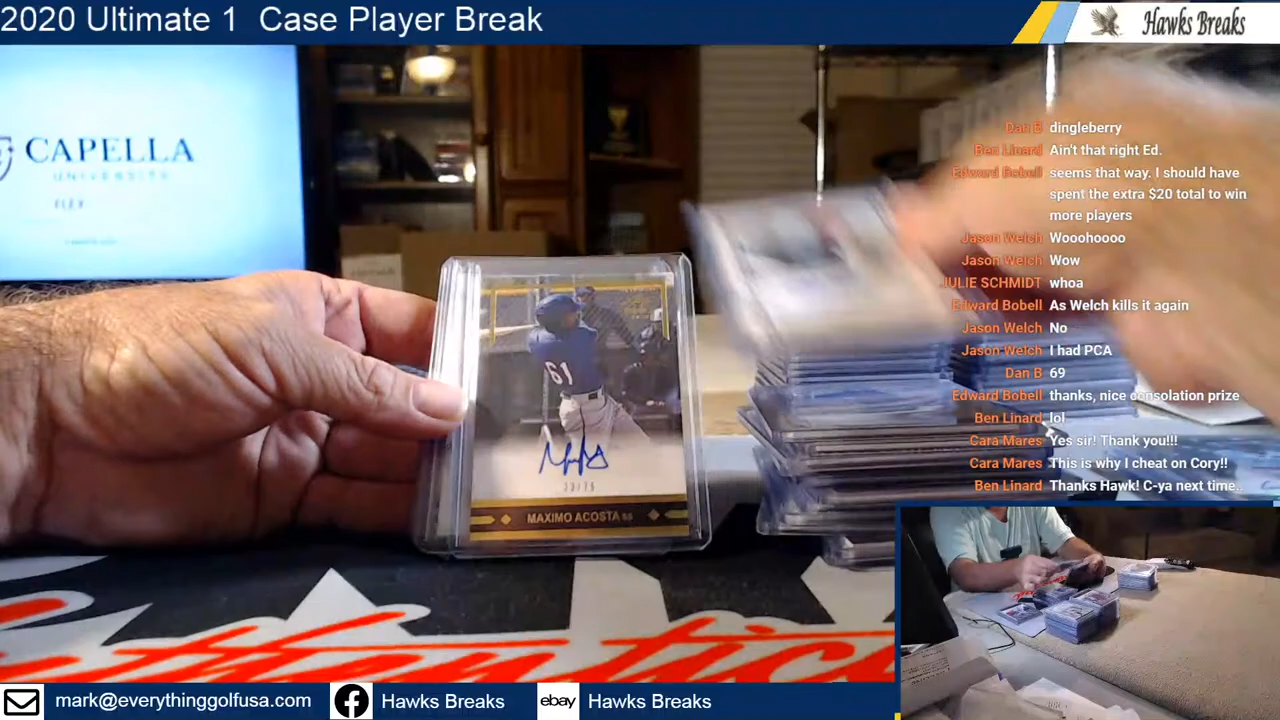 2020 Ultimate 1 Case Player Break
Hawks Breaks
CAPELLA
UNIVERSITY
Dan B dingleberry
Ben Linard Ain't that right Ed.
Edward Bobell seems that way. I should have
spent the extra $20 total to win
more players
Jason Welch Wooohoooo
Jason Welch Wow
JULIE SCHMIDT whoa
Edward Bobell As Welch kills it again
Jason Welch No
Jason Welch I had PCA
Dan B 69
Edward Bobell thanks, nice consolation prize
Ben Linard lol
Cara Mares Yes sir! Thank you!!!
Cara Mares This is why I cheat on Cory!!
Ben Linard Thanks Hawk! C-ya next time..
61
MAXIMO ACOSTA SS
mark@everythinggolfusa.com
Hawks Breaks
ebay
Hawks Breaks